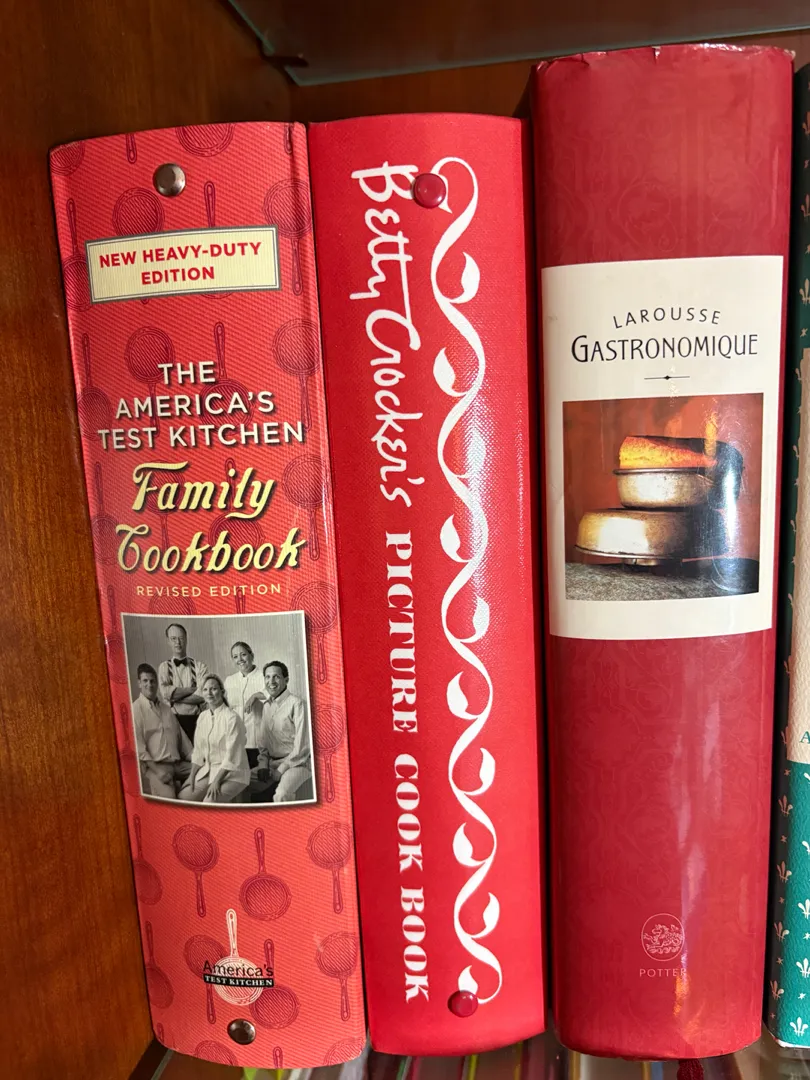 NEW HEAVY-DUTY
EDITION
THE
AMERICA'S
TEST KITCHEN
Family
Cookbook
REVISED EDITION
America's
TEST KITCHEN
Betty Crocker's PICTURE COOK BOOK
LAROUSSE
GASTRONOMIQUE
POTTER
A